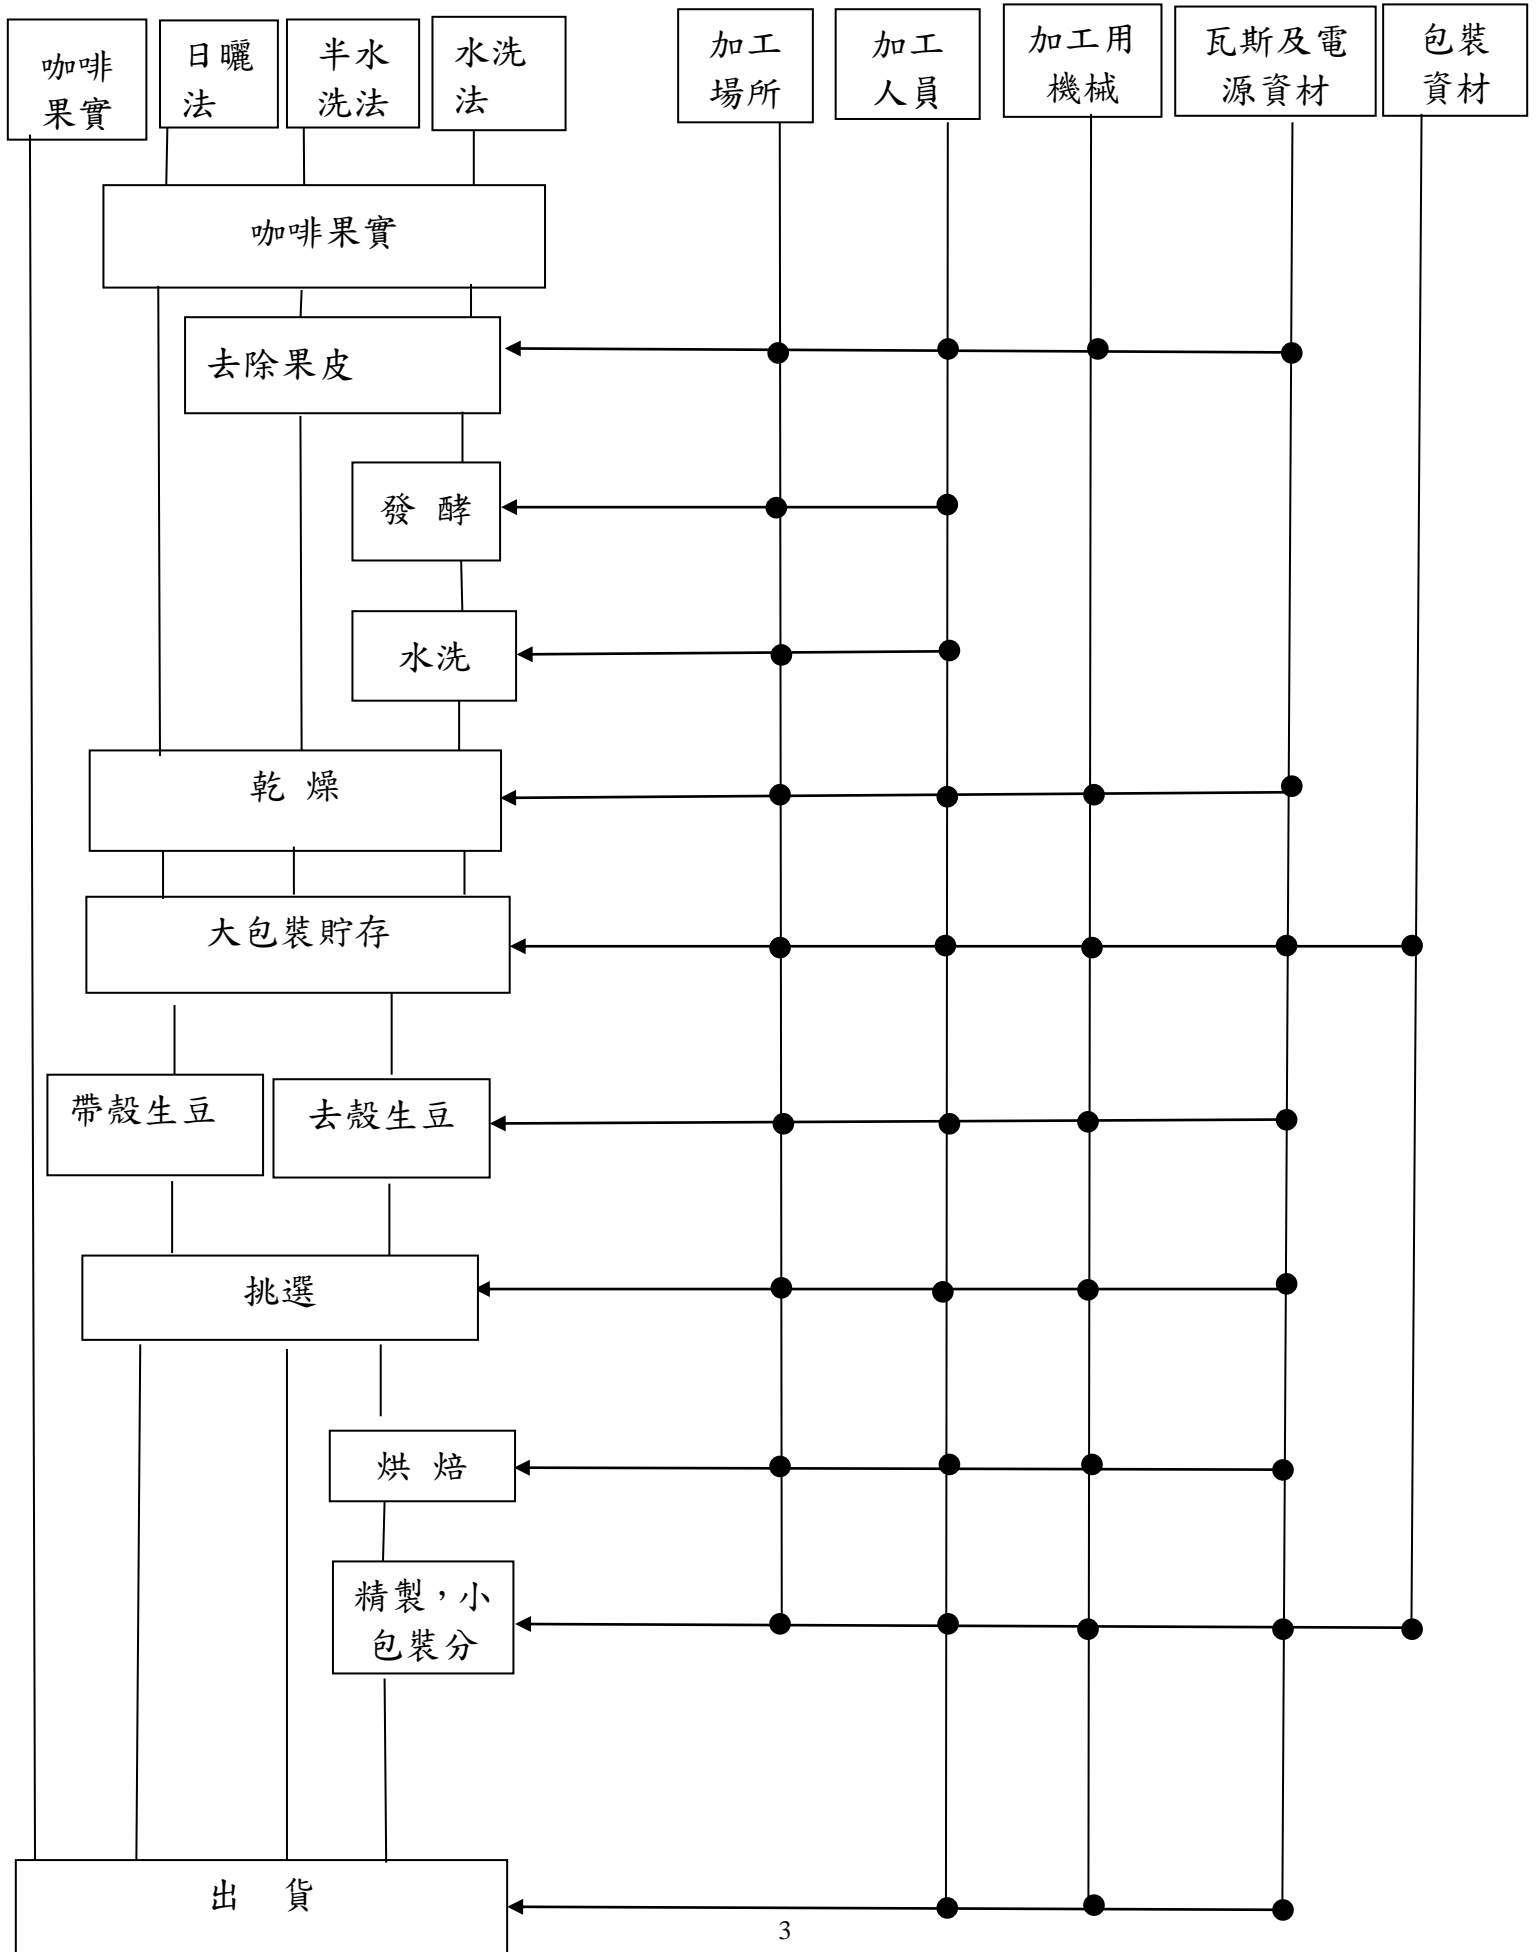 咖啡
果實
日曬
法
半水
洗法
水洗
法
加工
場所
加工
人員
加工用
機械
瓦斯及電
源資材
包裝
資材
咖啡果實
去除果皮
發 酵
水洗
乾 燥
大包裝貯存
帶殼生豆
去殼生豆
挑選
烘 焙
精製，小
包裝分
出 貨
3